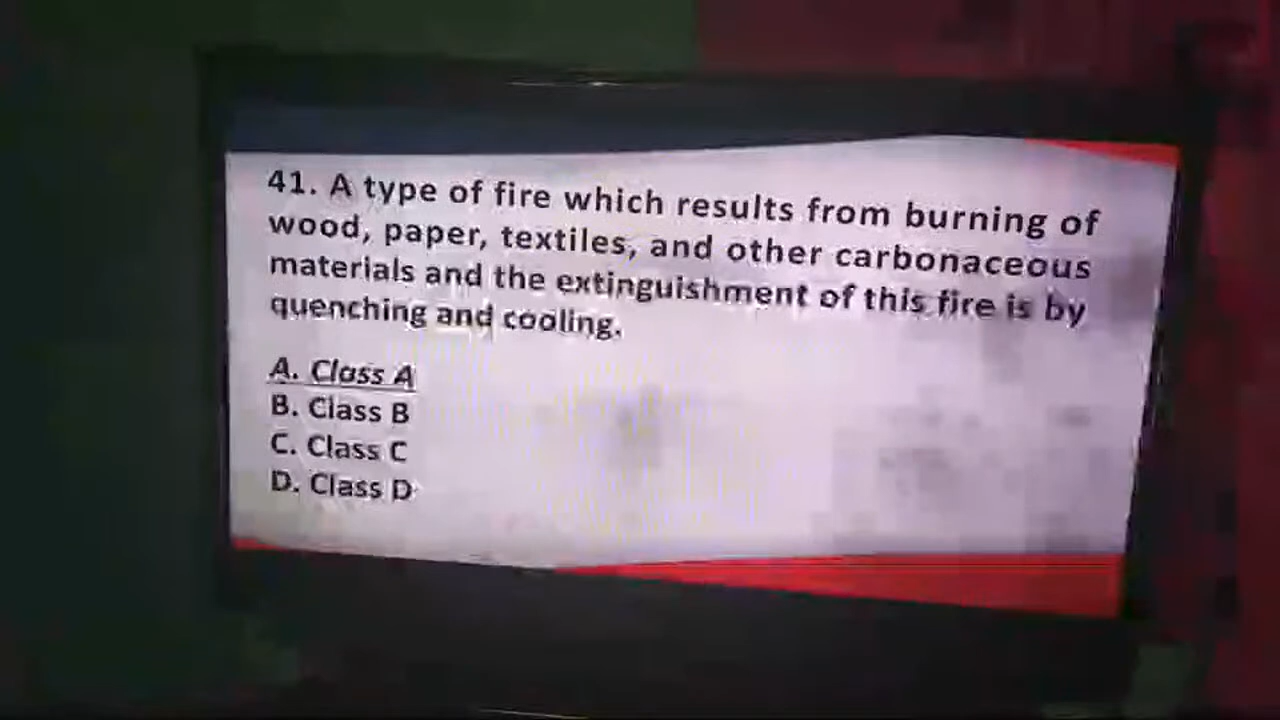 41. A type of fire which results from burning of
wood, paper, textiles, and other carbonaceous
materials and the extinguishment of this fire is by
quenching and cooling.
A. Class A
B. Class B
C. Class C
D. Class D